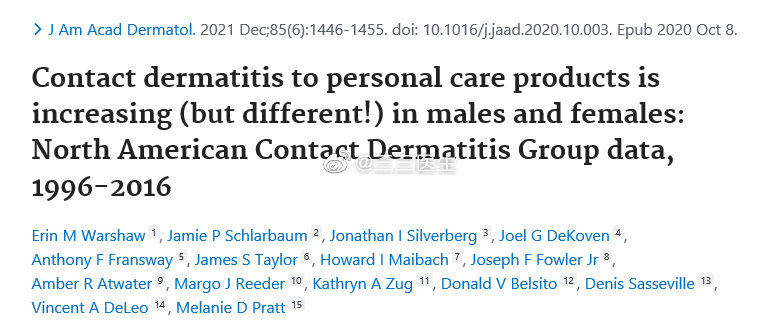 J Am Acad Dermatol. 2021 Dec;85(6):1446-1455. doi: 10.1016/j.jaad.2020.10.003. Epub 2020 Oct 8.
Contact dermatitis to personal care products is
increasing (but different!) in males and females:
North American Contact Dermatitis Group data,
1996-2016
@三三医生
Erin M Warshaw 1, Jamie P Schlarbaum 2, Jonathan I Silverberg 3, Joel G DeKoven 4,
Anthony F Fransway 5, James S Taylor 6, Howard I Maibach 7, Joseph F Fowler Jr 8,
Amber R Atwater 9, Margo J Reeder 10, Kathryn A Zug 11, Donald V Belsito 12, Denis Sasseville 13,
Vincent A DeLeo 14, Melanie D Pratt 15